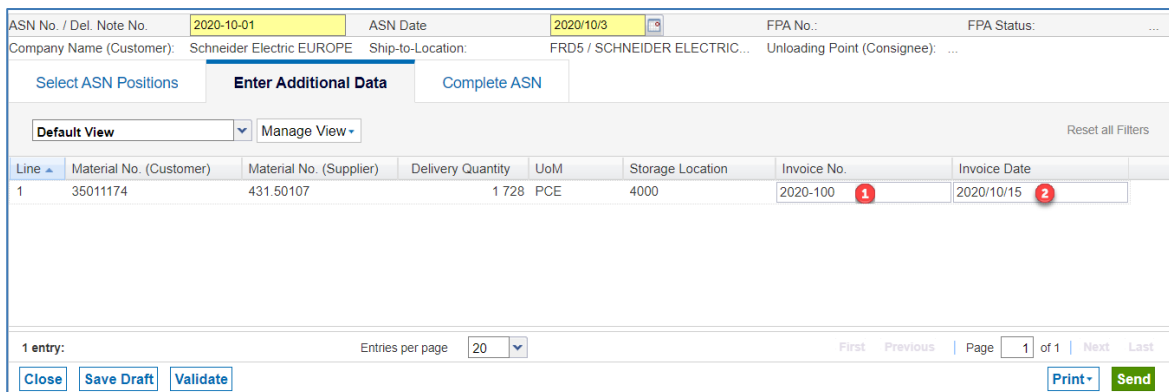 ASN No. / Del. Note No. 2020-10-01 ASN Date 2020/10/3 FPA No.: FPA Status: ...
Company Name (Customer): Schneider Electric EUROPE Ship-to-Location: FRD5 / SCHNEIDER ELECTRIC... Unloading Point (Consignee): ...
Select ASN Positions Enter Additional Data Complete ASN
Default View Manage View Reset all Filters
Line Material No. (Customer) Material No. (Supplier) Delivery Quantity UoM Storage Location Invoice No. Invoice Date
1 35011174 431.50107 1 728 PCE 4000 2020-100 1 2020/10/15 2
1 entry: Entries per page 20 First Previous Page 1 of 1 Next Last
Close Save Draft Validate Print Send